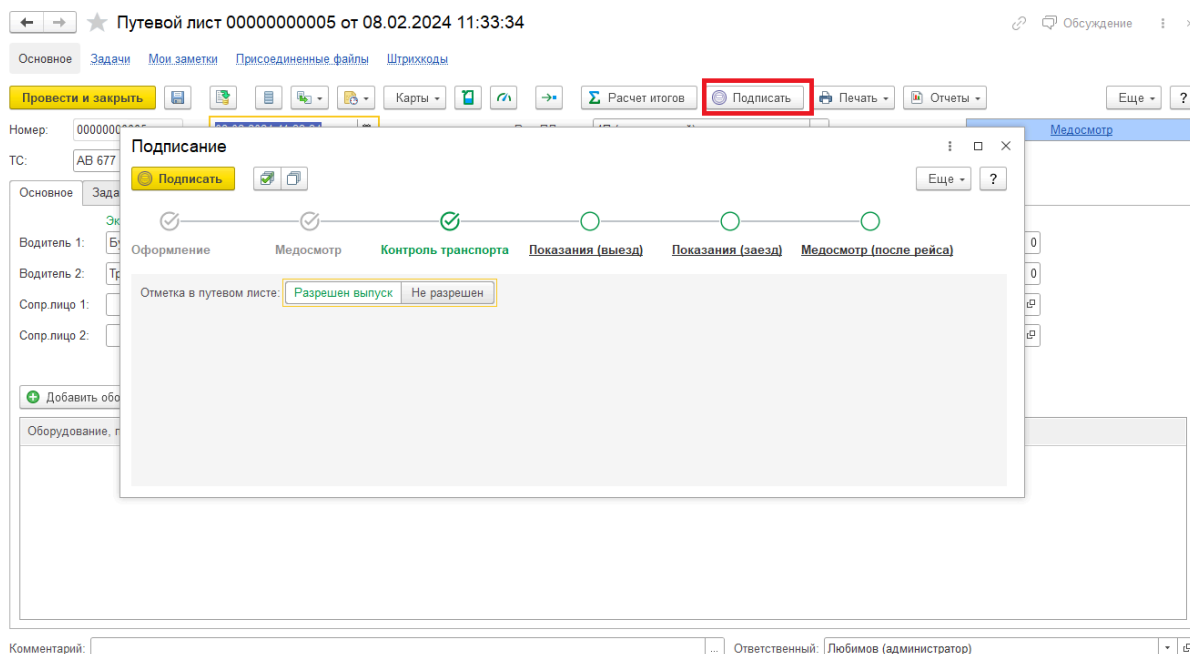 Путевой лист 00000000005 от 08.02.2024 11:33:34
Обсуждение
Основное Задачи Мои заметки Присоединенные файлы Штрихкоды
Провести и закрыть Карты Расчет итогов Подписать Печать Отчеты Еще ?
Номер: Медосмотр
Подписание
ТС: АВ 677
Подписать Еще ?
Основное
Водитель 1: 0
Оформление Медосмотр Контроль транспорта Показания (выезд) Показания (заезд) Медосмотр (после рейса)
Водитель 2: 0
Отметка в путевом листе: Разрешен выпуск Не разрешен
Сопр.лицо 1:
Сопр.лицо 2:
Добавить
Оборудование,
Комментарий: ... Ответственный: Любимов (администратор)